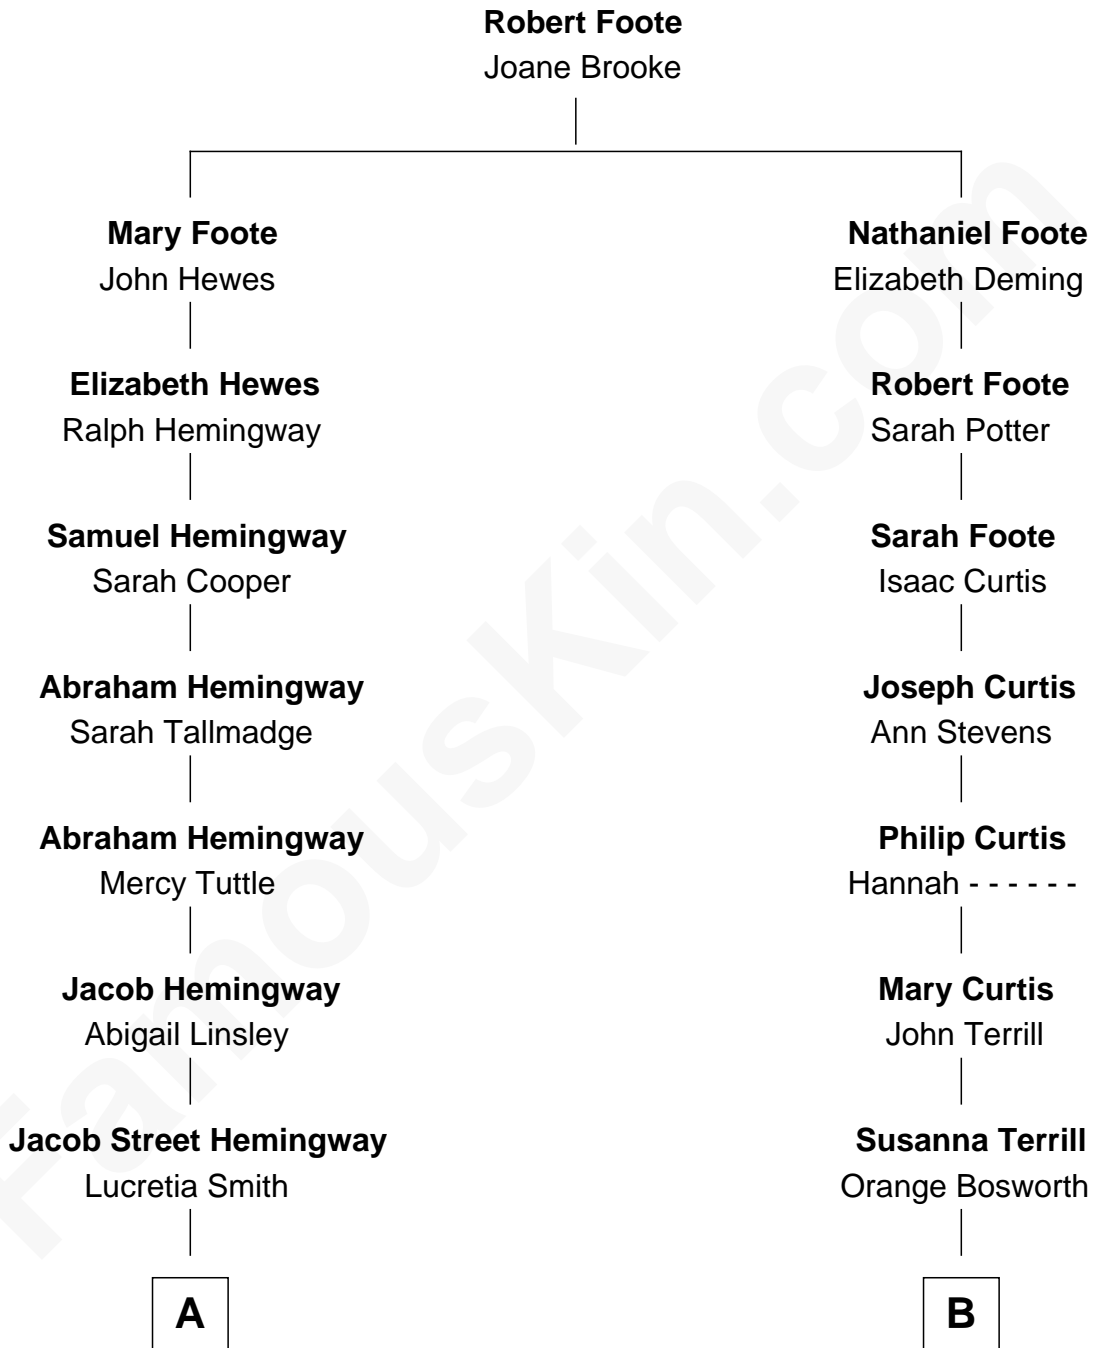 Robert Foote
Joane Brooke
Mary Foote
John Hewes
Nathaniel Foote
Elizabeth Deming
Elizabeth Hewes
Ralph Hemingway
Robert Foote
Sarah Potter
Samuel Hemingway
Sarah Cooper
Sarah Foote
Isaac Curtis
Abraham Hemingway
Sarah Tallmadge
Joseph Curtis
Ann Stevens
Abraham Hemingway
Mercy Tuttle
Philip Curtis
Hannah - - - - - -
Jacob Hemingway
Abigail Linsley
Mary Curtis
John Terrill
Jacob Street Hemingway
Lucretia Smith
Susanna Terrill
Orange Bosworth
A
B
FamousKin.com